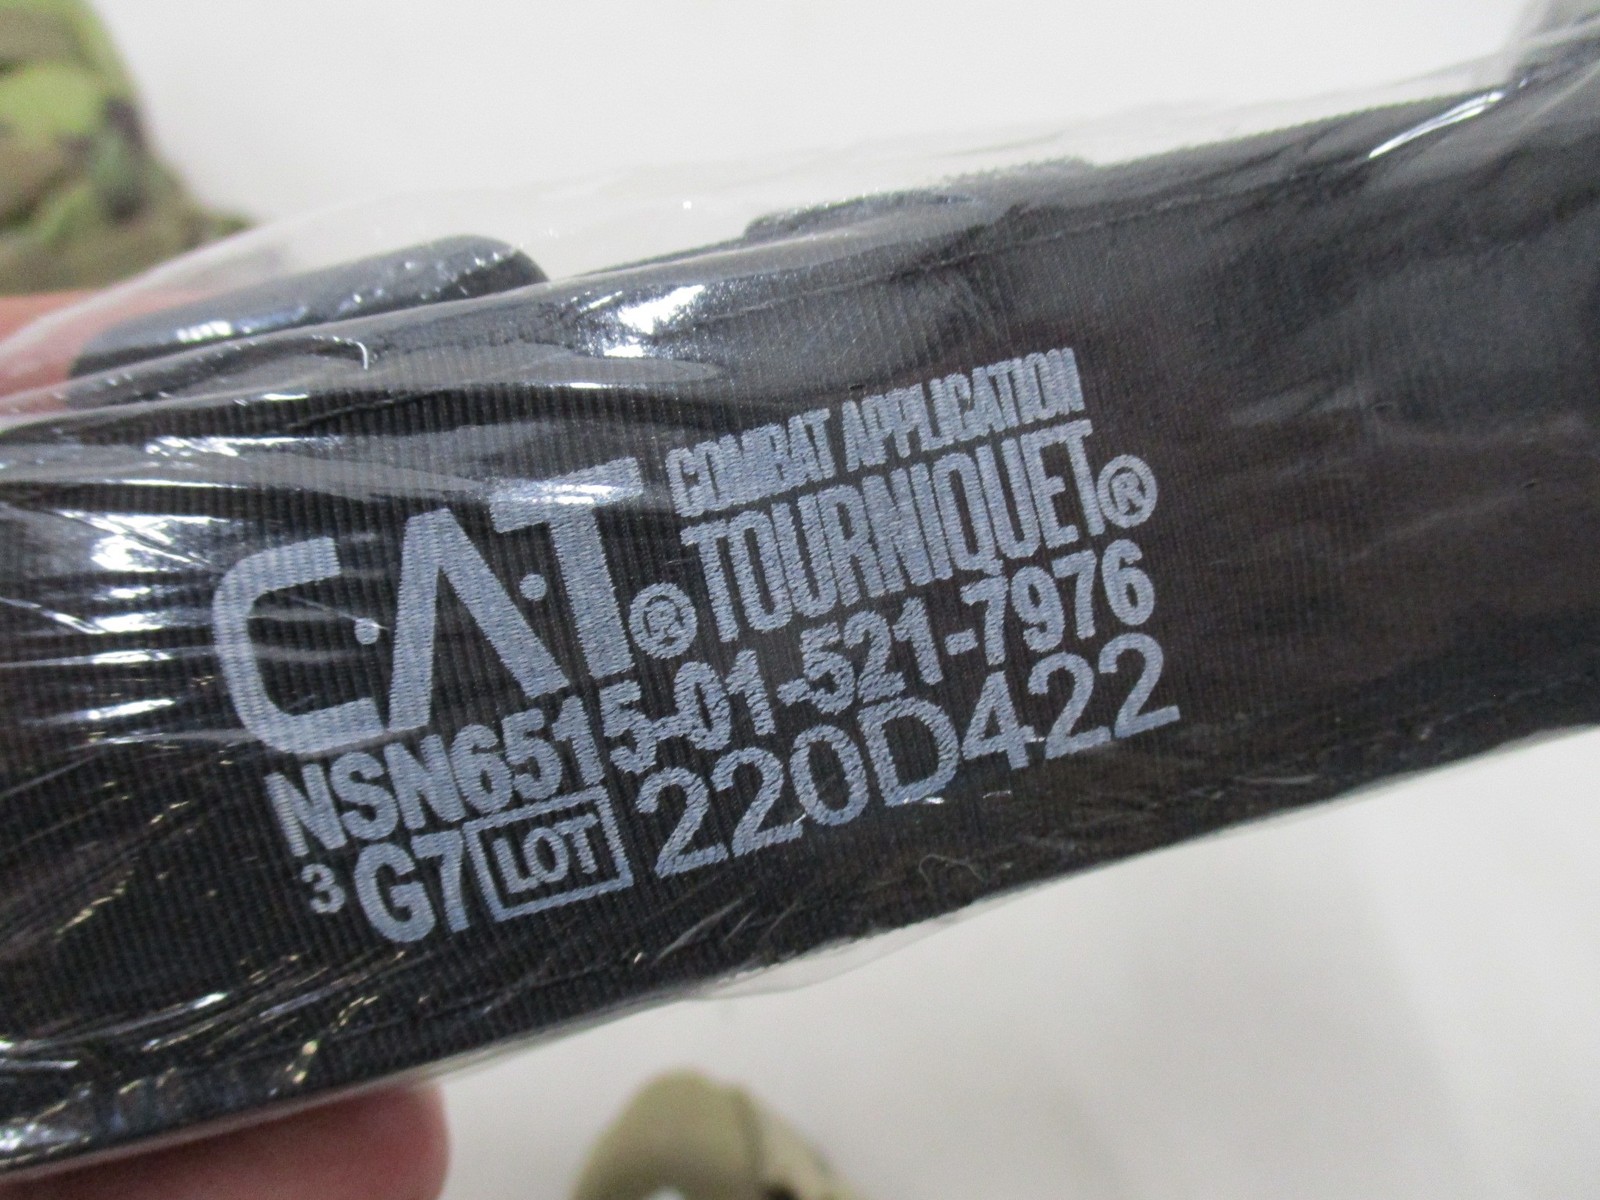 C·A·T® COMBAT APPLICATION
TOURNIQUET®
NSN6515-01-521-7976
3 G7 LOT 220D422